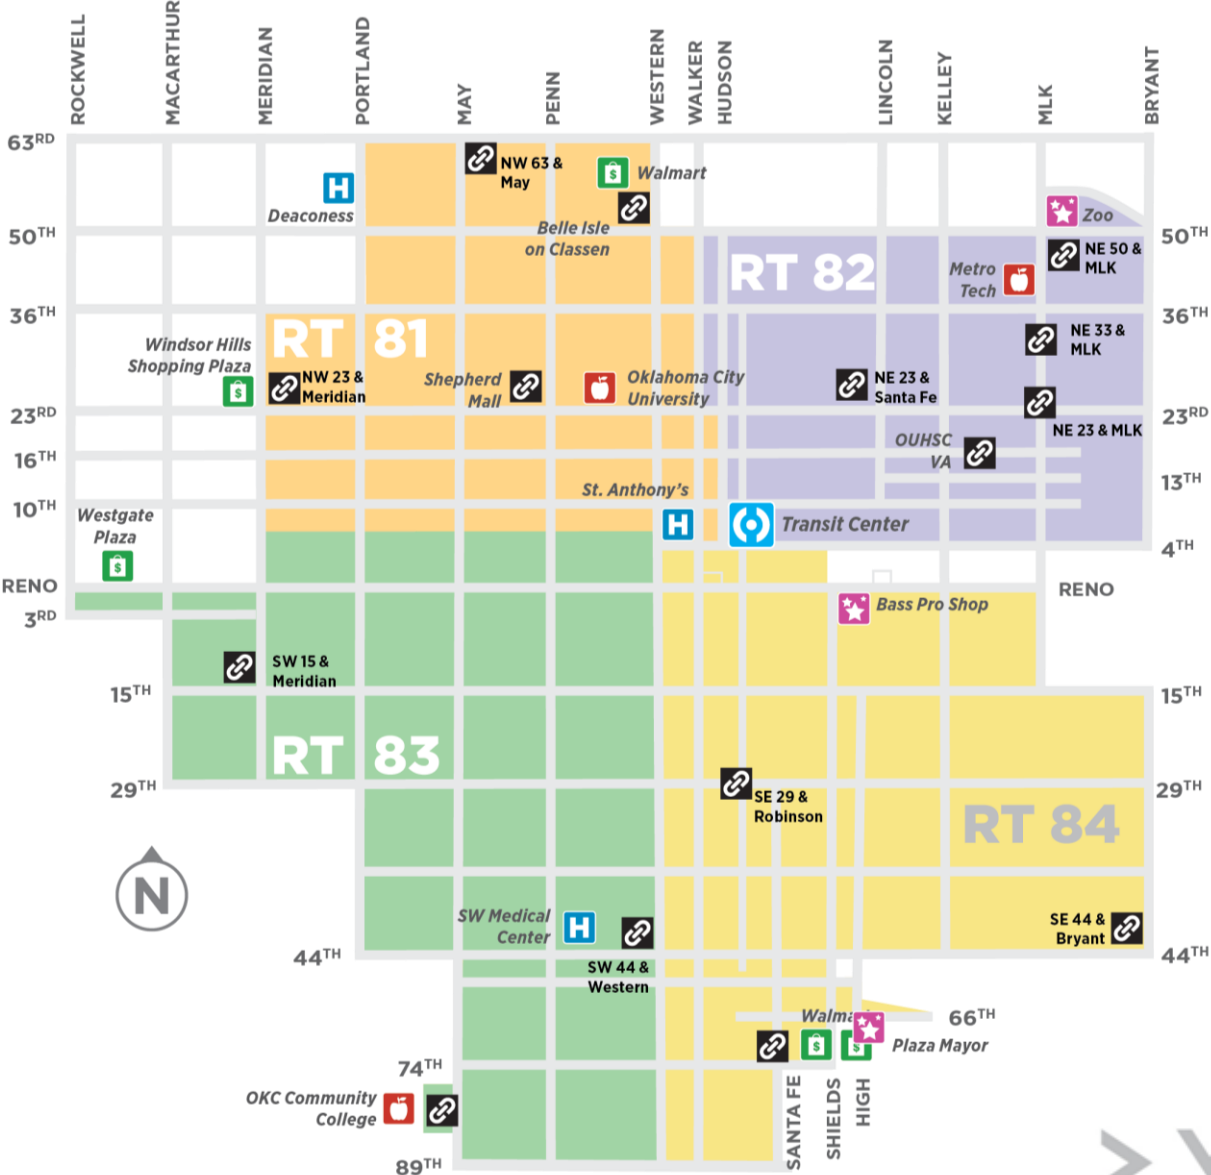 ROCKWELL
MACARTHUR
MERIDIAN
PORTLAND
MAY
PENN
WESTERN
WALKER
HUDSON
LINCOLN
KELLEY
MLK
BRYANT
63RD
NW 63 &
May
Walmart
H
Deaconess
Belle Isle
on Classen
Zoo
50TH
50TH
NE 50 &
MLK
RT 82
Metro
Tech
36TH
36TH
RT 81
NE 33 &
MLK
Windsor Hills
Shopping Plaza
NW 23 &
Meridian
Shepherd
Mall
Oklahoma City
University
NE 23 &
Santa Fe
23RD
23RD
NE 23 & MLK
OUHSC
VA
16TH
13TH
St. Anthony's
10TH
Westgate
Plaza
H
Transit Center
4TH
RENO
RENO
3RD
Bass Pro Shop
SW 15 &
Meridian
15TH
15TH
RT 83
29TH
29TH
SE 29 &
Robinson
RT 84
N
SW Medical
Center
H
SE 44 &
Bryant
44TH
44TH
SW 44 &
Western
66TH
Plaza Mayor
74TH
OKC Community
College
SANTA FE
SHIELDS
HIGH
89TH